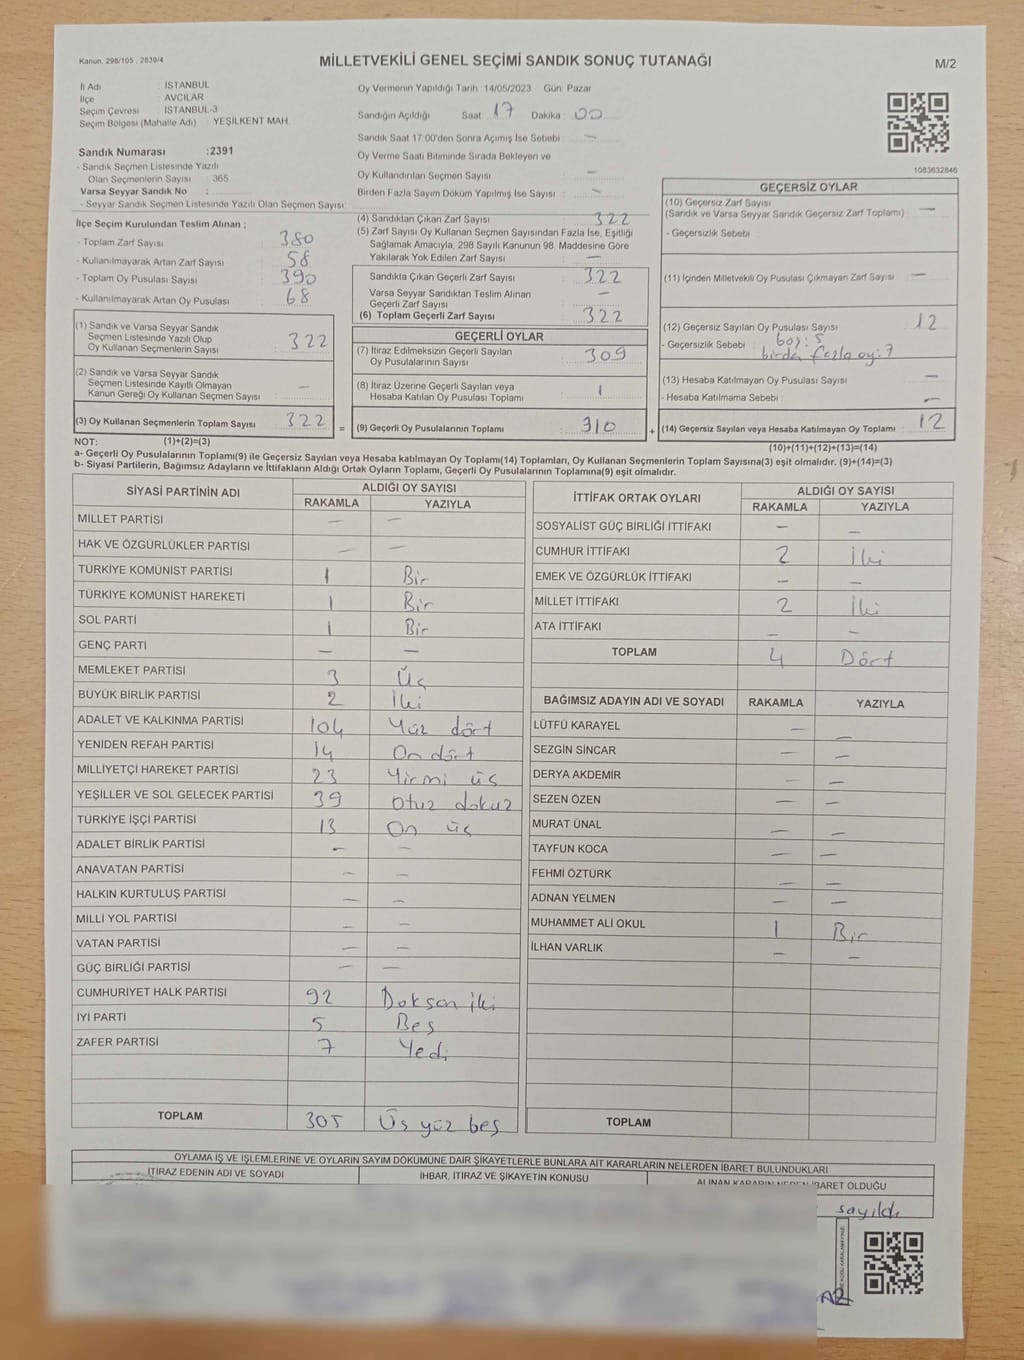 Kanun. 298/105 , 2839/4
MİLLETVEKİLİ GENEL SEÇİMİ SANDIK SONUÇ TUTANAĞI
M/2
İl Adı İSTANBUL
İlçe AVCILAR
Seçim Çevresi İSTANBUL-3
Seçim Bölgesi (Mahalle Adı) : YEŞİLKENT MAH.
Oy Vermenin Yapıldığı Tarih 14/05/2023 Gün: Pazar
Sandığın Açıldığı Saat 17 Dakika : 00
Sandık Saat 17:00'den Sonra Açımış İse Sebebi : —
Oy Verme Saati Bitiminde Sırada Bekleyen ve
Oy Kullandırılan Seçmen Sayısı : —
Birden Fazla Sayım Döküm Yapılmış İse Sayısı : —
1083632846
Sandık Numarası :2391
- Sandık Seçmen Listesinde Yazılı
Olan Seçmenlerin Sayısı : 365
Varsa Seyyar Sandık No :
- Seyyar Sandık Seçmen Listesinde Yazılı Olan Seçmen Sayısı :
İlçe Seçim Kurulundan Teslim Alınan ;
- Toplam Zarf Sayısı : 380
- Kullanılmayarak Artan Zarf Sayısı : 58
- Toplam Oy Pusulası Sayısı : 390
- Kullanılmayarak Artan Oy Pusulası : 68
(1) Sandık ve Varsa Seyyar Sandık
Seçmen Listesinde Yazılı Olup
Oy Kullanan Seçmenlerin Sayısı : 322
(2) Sandık ve Varsa Seyyar Sandık
Seçmen Listesinde Kayıtlı Olmayan
Kanun Gereği Oy Kullanan Seçmen Sayısı : —
(3) Oy Kullanan Seçmenlerin Toplam Sayısı : 322
=
(4) Sandıktan Çıkan Zarf Sayısı : 322
(5) Zarf Sayısı Oy Kullanan Seçmen Sayısından Fazla İse, Eşitliği
Sağlamak Amacıyla, 298 Sayılı Kanunun 98. Maddesine Göre
Yakılarak Yok Edilen Zarf Sayısı : —
Sandıkta Çıkan Geçerli Zarf Sayısı : 322
Varsa Seyyar Sandıktan Teslim Alınan
Geçerli Zarf Sayısı : —
(6) Toplam Geçerli Zarf Sayısı : 322
GEÇERLİ OYLAR
(7) İtiraz Edilmeksizin Geçerli Sayılan
Oy Pusulalarının Sayısı : 309
(8) İtiraz Üzerine Geçerli Sayılan veya
Hesaba Katılan Oy Pusulası Toplamı : 1
(9) Geçerli Oy Pusulalarının Toplamı : 310
+
GEÇERSİZ OYLAR
(10) Geçersiz Zarf Sayısı
(Sandık ve Varsa Seyyar Sandık Geçersiz Zarf Toplamı) : —
- Geçersizlik Sebebi :
(11) İçinden Milletvekili Oy Pusulası Çıkmayan Zarf Sayısı : —
(12) Geçersiz Sayılan Oy Pusulası Sayısı : 12
- Geçersizlik Sebebi : boş: 5
birden fazla oy: 7
(13) Hesaba Katılmayan Oy Pusulası Sayısı : —
- Hesaba Katılmama Sebebi : —
(14) Geçersiz Sayılan veya Hesaba Katılmayan Oy Toplamı : 12
NOT: (1)+(2)=(3)
(10)+(11)+(12)+(13)=(14)
a- Geçerli Oy Pusulasının Toplamı(9) ile Geçersiz Sayılan veya Hesaba katılmayan Oy Toplamı(14) Toplamları, Oy Kullanan Seçmenlerin Toplam Sayısına(3) eşit olmalıdır. (9)+(14)=(3)
b- Siyasi Partilerin, Bağımsız Adayların ve İttifakların Aldığı Ortak Oyların Toplamı, Geçerli Oy Pusulasının Toplamına(9) eşit olmalıdır.
SİYASİ PARTİNİN ADI
ALDIĞI OY SAYISI
RAKAMLA YAZIYLA
MİLLET PARTİSİ — —
HAK VE ÖZGÜRLÜKLER PARTİSİ — —
TÜRKİYE KOMÜNİST PARTİSİ 1 Bir
TÜRKİYE KOMÜNİST HAREKETİ 1 Bir
SOL PARTİ 1 Bir
GENÇ PARTİ — —
MEMLEKET PARTİSİ 3 Üç
BÜYÜK BİRLİK PARTİSİ 2 İki
ADALET VE KALKINMA PARTİSİ 104 Yüz dört
YENİDEN REFAH PARTİSİ 14 On dört
MİLLİYETÇİ HAREKET PARTİSİ 23 Yirmi üç
YEŞİLLER VE SOL GELECEK PARTİSİ 39 Otuz dokuz
TÜRKİYE İŞÇİ PARTİSİ 13 On üç
ADALET BİRLİK PARTİSİ — —
ANAVATAN PARTİSİ — —
HALKIN KURTULUŞ PARTİSİ — —
MİLLİ YOL PARTİSİ — —
VATAN PARTİSİ — —
GÜÇ BİRLİĞİ PARTİSİ — —
CUMHURİYET HALK PARTİSİ 92 Doksan iki
İYİ PARTİ 5 Beş
ZAFER PARTİSİ 7 Yedi
TOPLAM 305 Üç yüz beş
İTTİFAK ORTAK OYLARI
ALDIĞI OY SAYISI
RAKAMLA YAZIYLA
SOSYALİST GÜÇ BİRLİĞİ İTTİFAKI — —
CUMHUR İTTİFAKI 2 İki
EMEK VE ÖZGÜRLÜK İTTİFAKI — —
MİLLET İTTİFAKI 2 İki
ATA İTTİFAKI — —
TOPLAM 4 Dört
BAĞIMSIZ ADAYIN ADI VE SOYADI RAKAMLA YAZIYLA
LÜTFÜ KARAYEL — —
SEZGİN SİNCAR — —
DERYA AKDEMİR — —
SEZEN ÖZEN — —
MURAT ÜNAL — —
TAYFUN KOCA — —
FEHMİ ÖZTÜRK — —
ADNAN YELMEN — —
MUHAMMET ALİ OKUL 1 Bir
İLHAN VARLIK — —
TOPLAM
OYLAMA İŞ VE İŞLEMLERİNE VE OYLARIN SAYIM DÖKÜMÜNE DAİR ŞİKAYETLERLE BUNLARA AİT KARARLARIN NELERDEN İBARET BULUNDUKLARI
İTİRAZ EDENİN ADI VE SOYADI
İHBAR, İTİRAZ VE ŞİKAYETİN KONUSU
ALINAN KARARIN NEDEN İBARET OLDUĞU
sayıldı